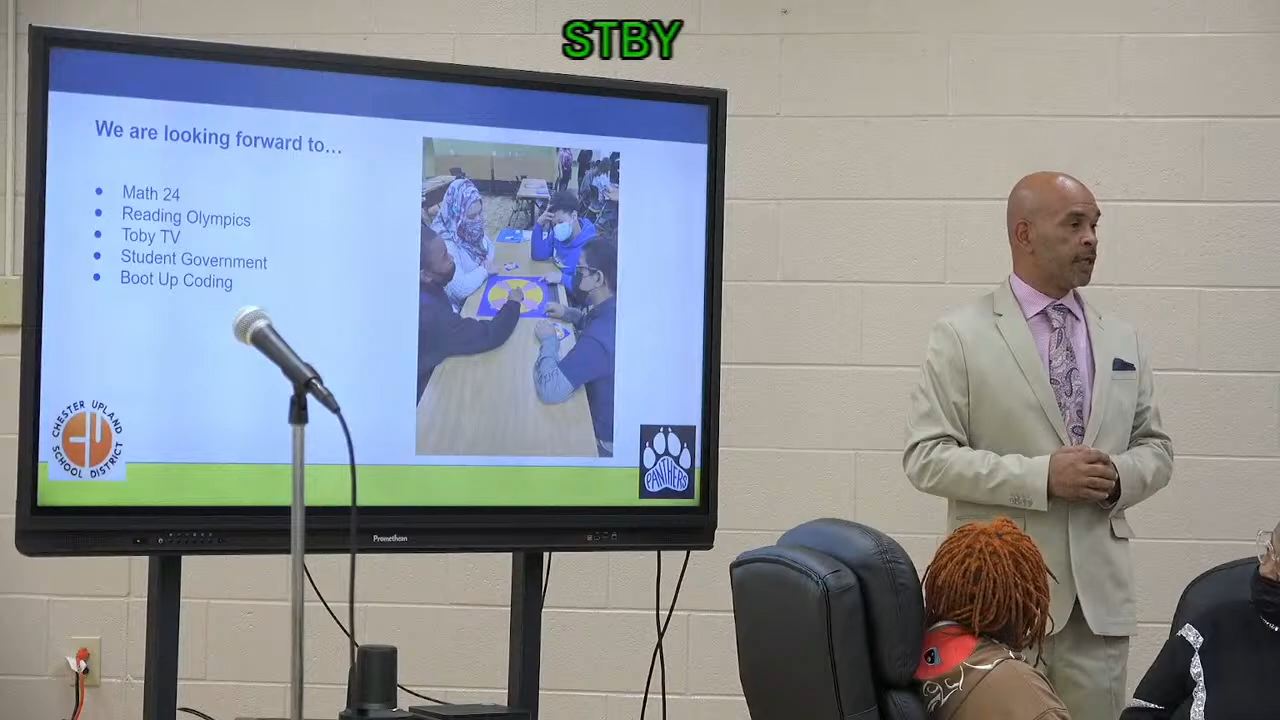 STBY
We are looking forward to...
Math 24
Reading Olympics
Toby TV
Student Government
Boot Up Coding
CHESTER UPLAND
SCHOOL DISTRICT
PANTHERS
Promethean